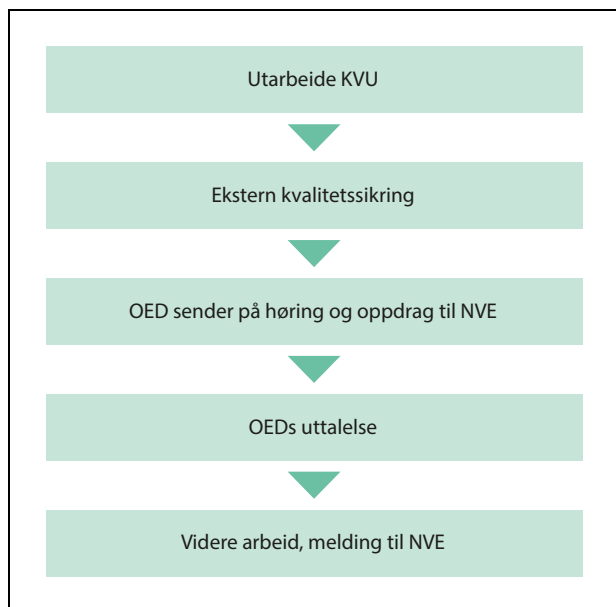 Utarbeide KVU
Ekstern kvalitetssikring
OED sender på høring og oppdrag til NVE
OEDs uttalelse
Videre arbeid, melding til NVE